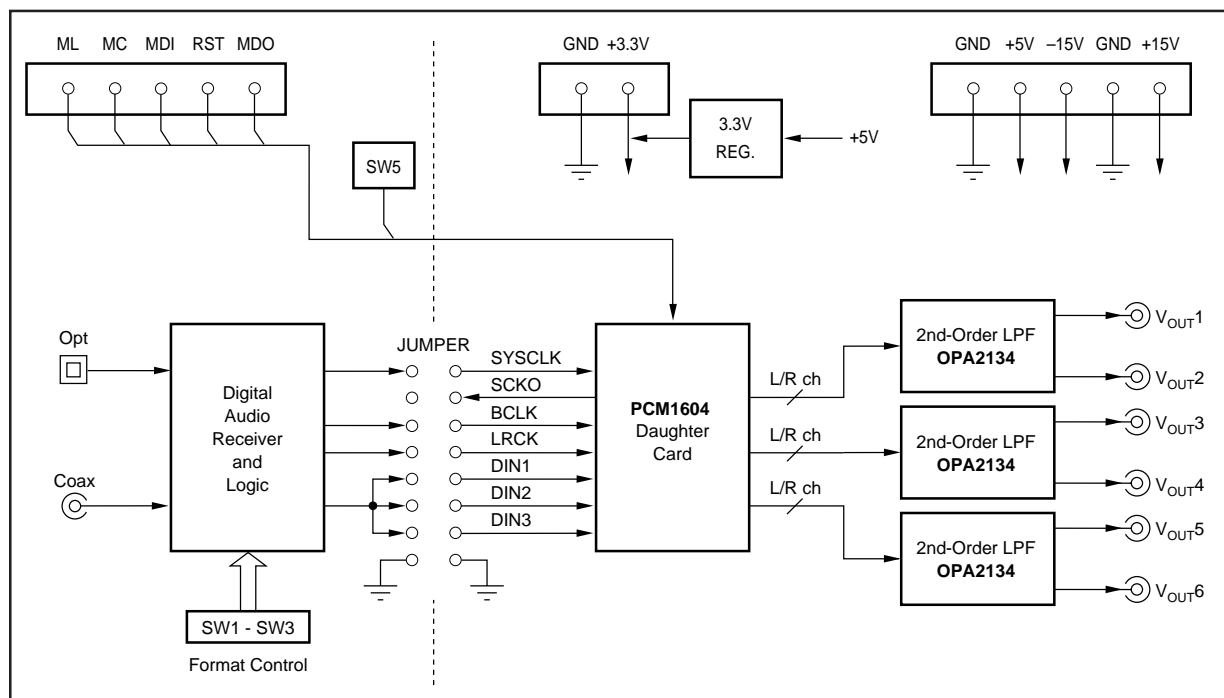 ML MC MDI RST MDO
GND +3.3V
GND +5V –15V GND +15V
3.3V
REG.
+5V
SW5
Opt
Coax
Digital
Audio
Receiver
and
Logic
SW1 - SW3
Format Control
JUMPER
SYSCLK
SCKO
BCLK
LRCK
DIN1
DIN2
DIN3
PCM1604
Daughter
Card
L/R ch
L/R ch
L/R ch
2nd-Order LPF
OPA2134
2nd-Order LPF
OPA2134
2nd-Order LPF
OPA2134
VOUT1
VOUT2
VOUT3
VOUT4
VOUT5
VOUT6